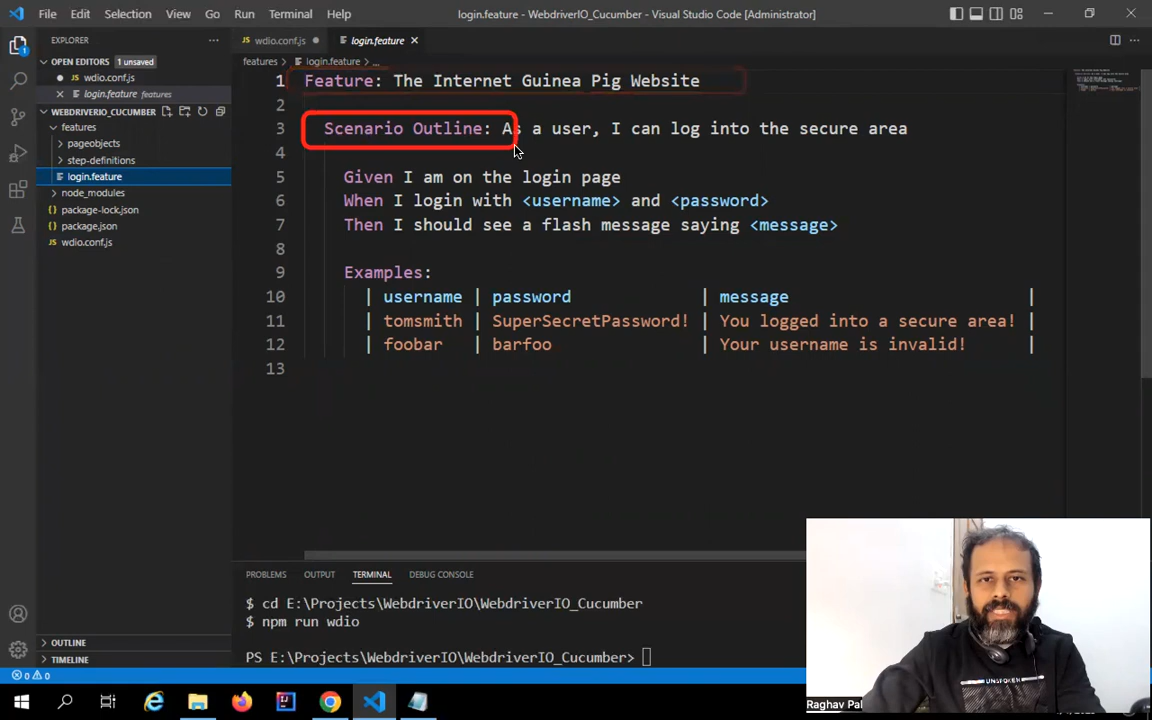 File Edit Selection View Go Run Terminal Help
login.feature - WebdriverIO_Cucumber - Visual Studio Code [Administrator]
EXPLORER
wdio.conf.js
login.feature
OPEN EDITORS 1 unsaved
features > login.feature > ...
wdio.conf.js
login.feature features
WEBDRIVERIO_CUCUMBER
features
pageobjects
step-definitions
login.feature
node_modules
package-lock.json
package.json
wdio.conf.js
1 Feature: The Internet Guinea Pig Website
2
3 Scenario Outline: As a user, I can log into the secure area
4
5 Given I am on the login page
6 When I login with <username> and <password>
7 Then I should see a flash message saying <message>
8
9 Examples:
10 | username | password | message |
11 | tomsmith | SuperSecretPassword! | You logged into a secure area! |
12 | foobar | barfoo | Your username is invalid! |
13
PROBLEMS OUTPUT TERMINAL DEBUG CONSOLE
$ cd E:\Projects\WebdriverIO\WebdriverIO_Cucumber
$ npm run wdio
PS E:\Projects\WebdriverIO\WebdriverIO_Cucumber>
OUTLINE
TIMELINE
0 0
UNSPOKEN
Raghav Pal